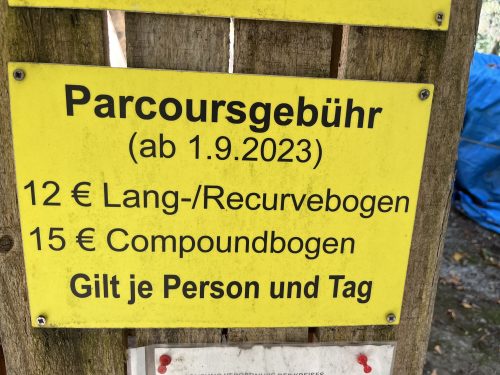 Parcoursgebühr
(ab 1.9.2023)
12 € Lang-/Recurvebogen
15 € Compoundbogen
Gilt je Person und Tag